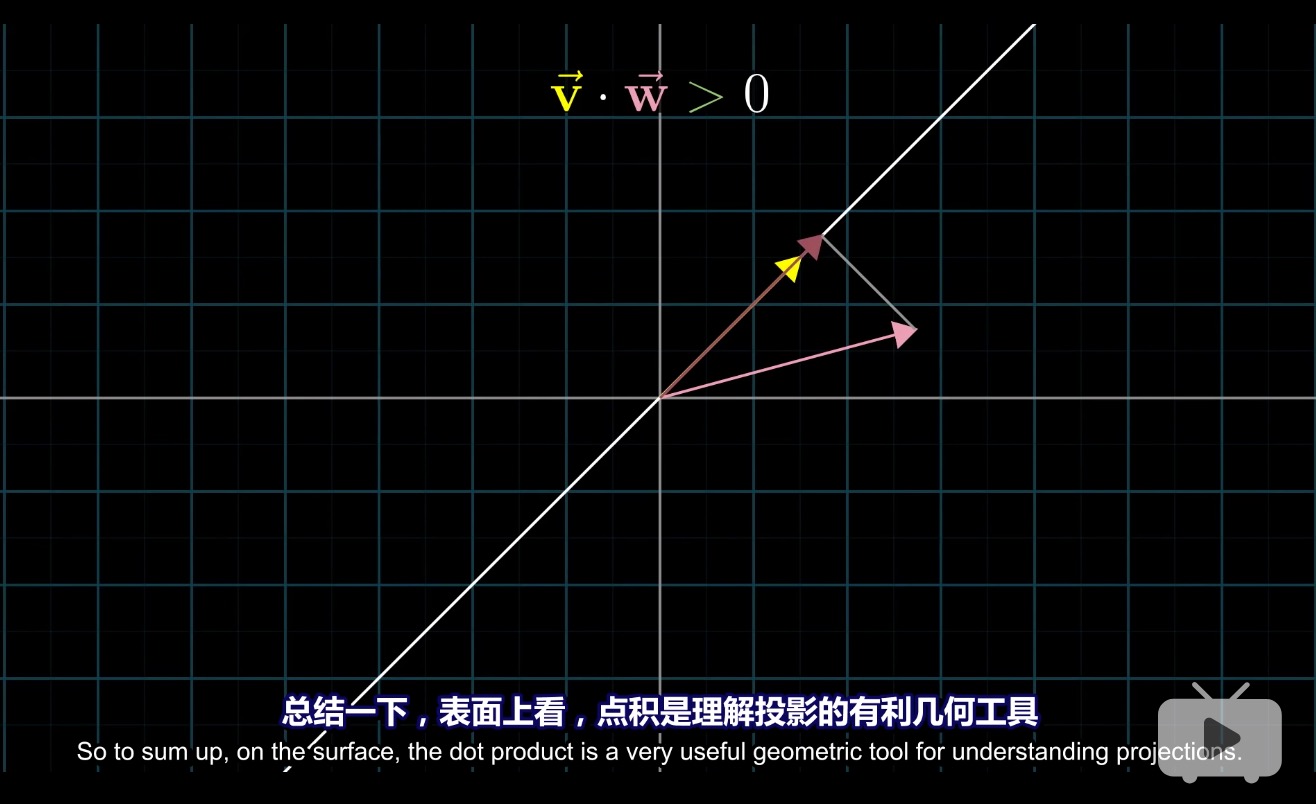 v⃗ · w⃗ > 0
总结一下，表面上看，点积是理解投影的有利几何工具
So to sum up, on the surface, the dot product is a very useful geometric tool for understanding projections.